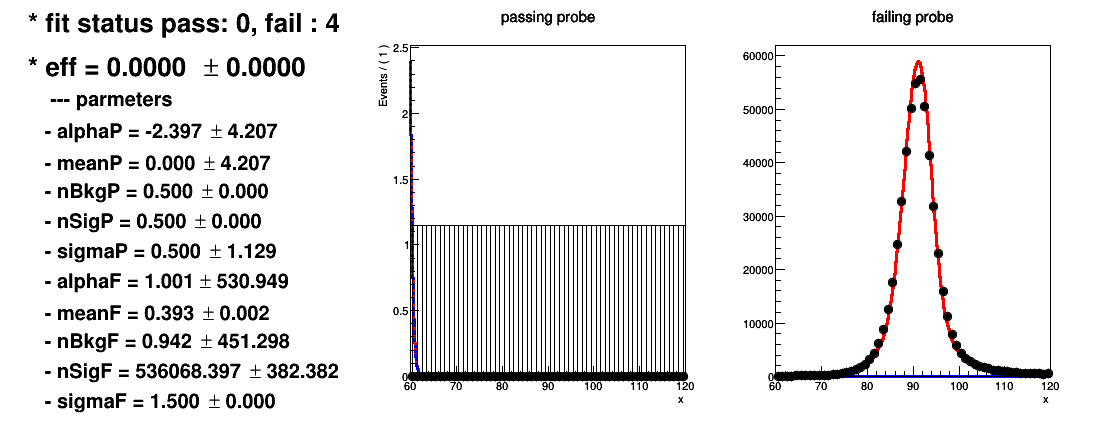 * fit status pass: 0, fail : 4
* eff = 0.0000 ± 0.0000
--- parmeters
- alphaP = -2.397 ± 4.207
- meanP = 0.000 ± 4.207
- nBkgP = 0.500 ± 0.000
- nSigP = 0.500 ± 0.000
- sigmaP = 0.500 ± 1.129
- alphaF = 1.001 ± 530.949
- meanF = 0.393 ± 0.002
- nBkgF = 0.942 ± 451.298
- nSigF = 536068.397 ± 382.382
- sigmaF = 1.500 ± 0.000
passing probe
Events / ( 1 )
2.5
2
1.5
1
0.5
0
60 70 80 90 100 110 120
x
failing probe
60000
50000
40000
30000
20000
10000
0
60 70 80 90 100 110 120
x